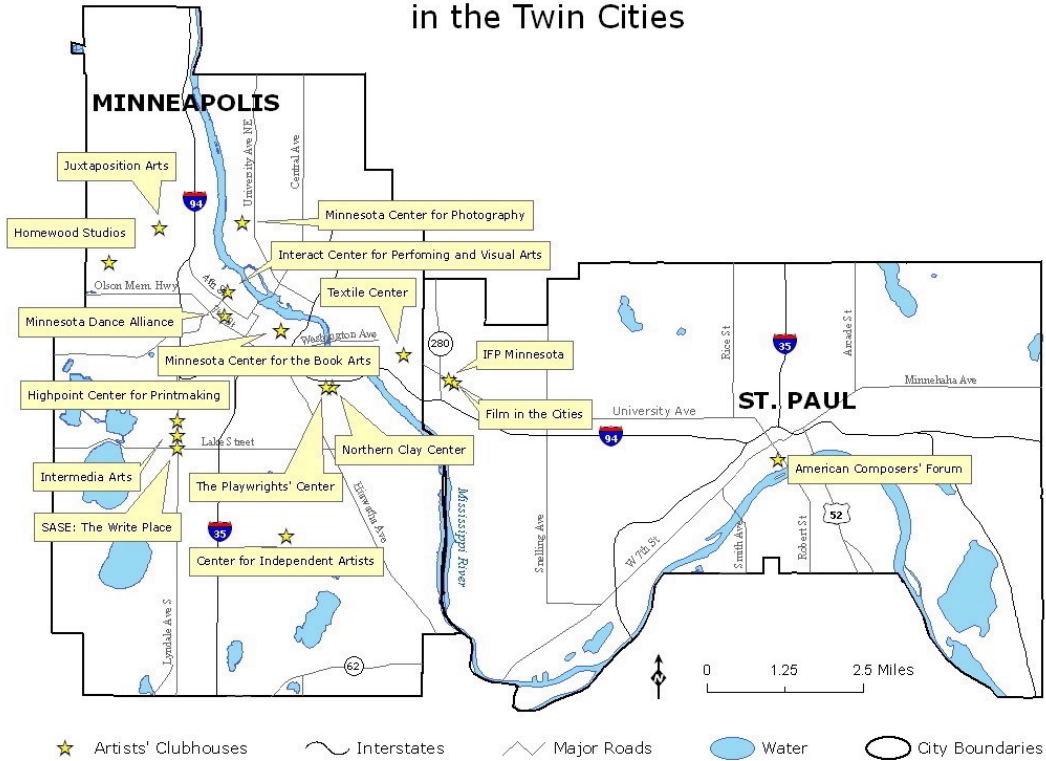 in the Twin Cities
MINNEAPOLIS
University Ave NE
Central Ave
Juxtaposition Arts
94
Minnesota Center for Photography
Homewood Studios
Interact Center for Perfoming and Visual Arts
Olson Mem. Hwy
Textile Center
Minnesota Dance Alliance
Washington Ave
280
IFP Minnesota
Rice St
35
Arcade St
Minnesota Center for the Book Arts
Minnehaha Ave
Highpoint Center for Printmaking
Film in the Cities
ST. PAUL
University Ave
94
Lake Street
Northern Clay Center
American Composers' Forum
Intermedia Arts
The Playwrights' Center
Hiawatha Ave
Mississippi River
SASE: The Write Place
35
52
Snelling Ave
Smith Ave
Robert St
W 7th St
Center for Independent Artists
Lyndale Ave S
62
N
0 1.25 2.5 Miles
Artists' Clubhouses
Interstates
Major Roads
Water
City Boundaries